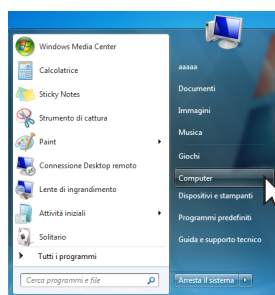 Windows Media Center
Calcolatrice
Sticky Notes
Strumento di cattura
Paint
Connessione Desktop remoto
Lente di ingrandimento
Attività iniziali
Solitario
Tutti i programmi
Cerca programmi e file
aaaaa
Documenti
Immagini
Musica
Giochi
Computer
Dispositivi e stampanti
Programmi predefiniti
Guida e supporto tecnico
Arresta il sistema